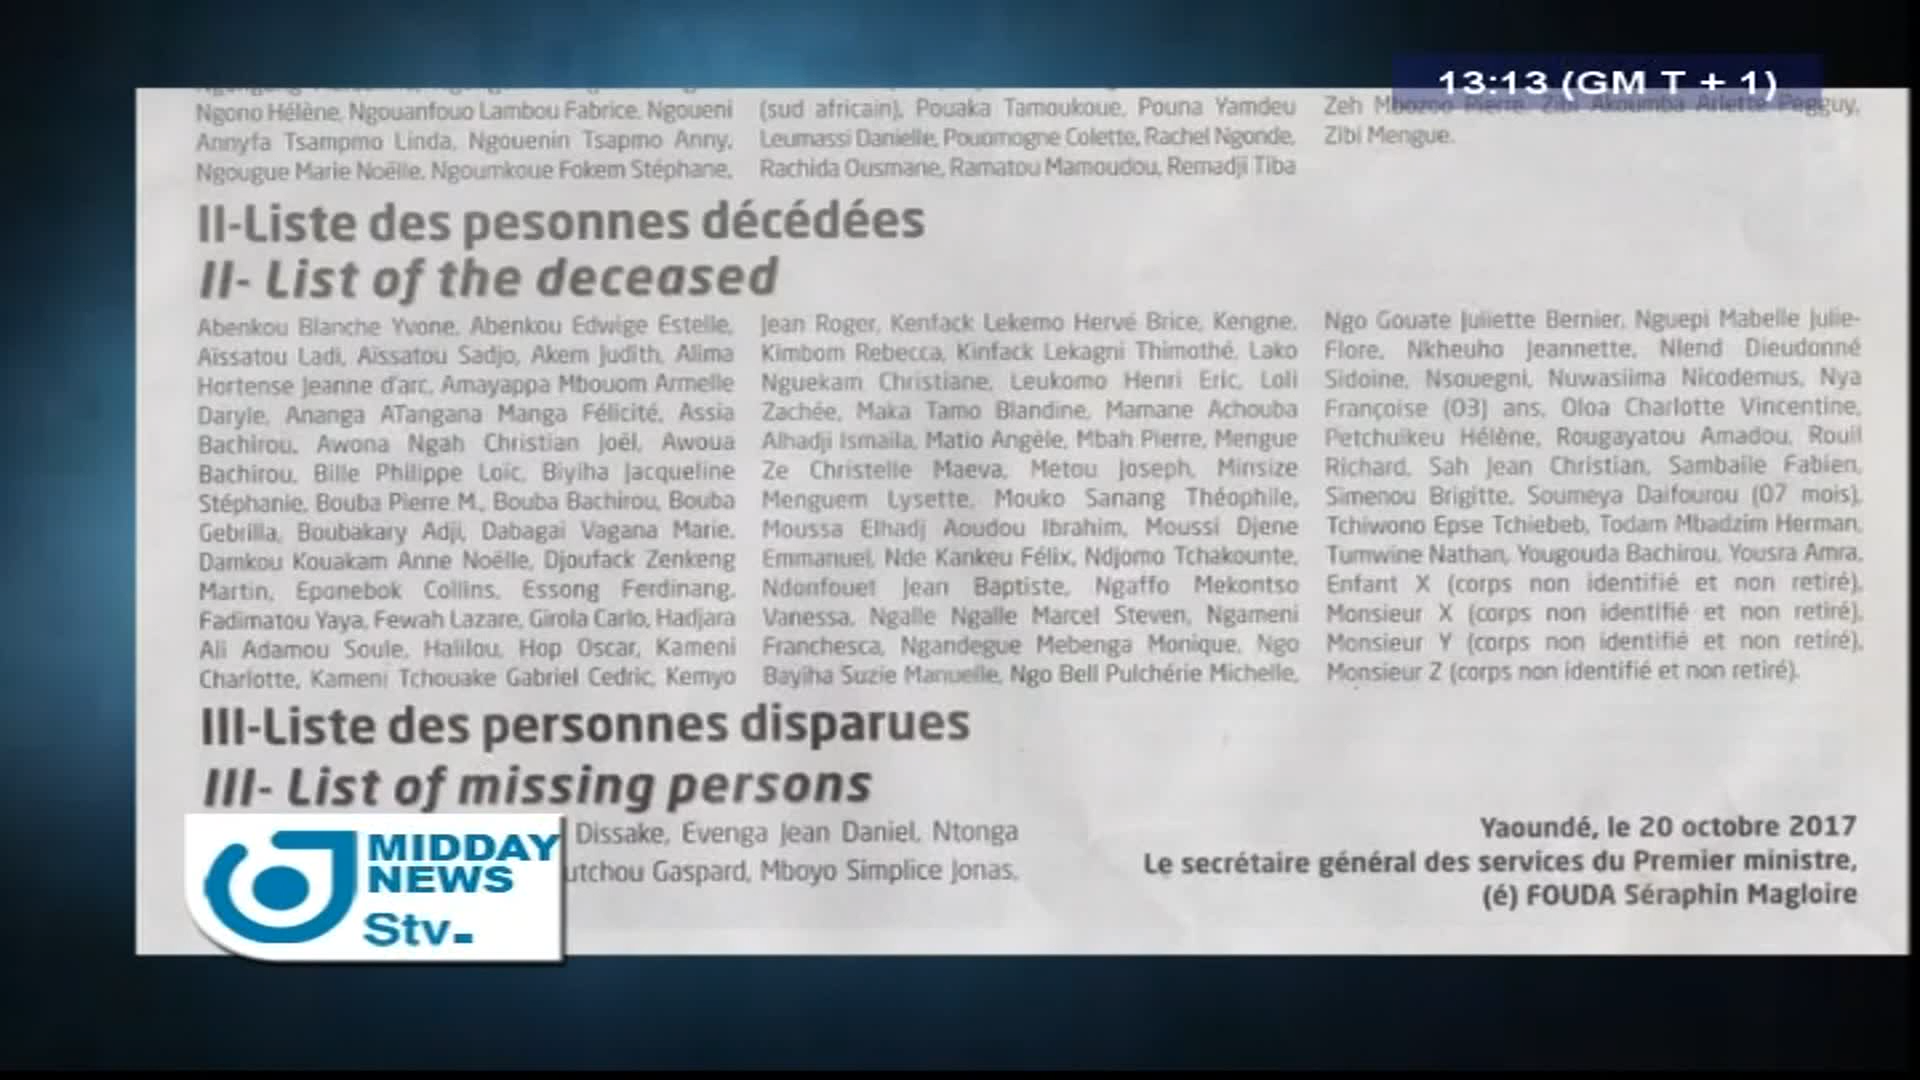 13:13 (GMT + 1)
Ngono Hélène, Ngouanfouo Lambou Fabrice, Ngoueni
Annyfa Tsampmo Linda, Ngouenin Tsapmo Anny,
Ngougue Marie Noëlle, Ngoumkoue Fokem Stéphane,
(sud africain), Pouaka Tamoukoue, Pouna Yamdeu
Leumassi Danielle, Pouomogne Colette, Rachel Ngonde,
Rachida Ousmane, Ramatou Mamoudou, Remadji Tiba
Zeh Mbozoo Pierre, Zibi Akoumba Arlette Pegguy,
Zibi Mengue.
II-Liste des pesonnes décédées
II- List of the deceased
Abenkou Blanche Yvone, Abenkou Edwige Estelle,
Aïssatou Ladi, Aïssatou Sadjo, Akem Judith, Alima
Hortense Jeanne d'arc, Amayappa Mbouom Armelle
Daryle, Ananga ATangana Manga Félicité, Assia
Bachirou, Awona Ngah Christian Joël, Awoua
Bachirou, Bille Philippe Loïc, Biyiha Jacqueline
Stéphanie, Bouba Pierre M., Bouba Bachirou, Bouba
Gebrilla, Boubakary Adji, Dabagai Vagana Marie,
Damkou Kouakam Anne Noëlle, Djoufack Zenkeng
Martin, Eponebok Collins, Essong Ferdinang,
Fadimatou Yaya, Fewah Lazare, Girola Carlo, Hadjara
Ali Adamou Soule, Halilou, Hop Oscar, Kameni
Charlotte, Kameni Tchouake Gabriel Cedric, Kemyo
Jean Roger, Kenfack Lekemo Hervé Brice, Kengne,
Kimbom Rebecca, Kinfack Lekagni Thimothé, Lako
Nguekam Christiane, Leukomo Henri Eric, Loli
Zachée, Maka Tamo Blandine, Mamane Achouba
Alhadji Ismaila, Matio Angèle, Mbah Pierre, Mengue
Ze Christelle Maeva, Metou Joseph, Minsize
Menguem Lysette, Mouko Sanang Théophile,
Moussa Elhadj Aoudou Ibrahim, Moussi Djene
Emmanuel, Nde Kankeu Félix, Ndjomo Tchakounte,
Ndonfouet Jean Baptiste, Ngaffo Mekontso
Vanessa, Ngalle Ngalle Marcel Steven, Ngameni
Franchesca, Ngandegue Mebenga Monique, Ngo
Bayiha Suzie Manuelle, Ngo Bell Pulchérie Michelle,
Ngo Gouate Juliette Bernier, Nguepi Mabelle Julie-
Flore, Nkheuho Jeannette, Nlend Dieudonné
Sidoine, Nsouegni, Nuwasiima Nicodemus, Nya
Françoise (03) ans, Oloa Charlotte Vincentine,
Petchuikeu Hélène, Rougayatou Amadou, Rouil
Richard, Sah Jean Christian, Sambaile Fabien,
Simenou Brigitte, Soumeya Daifourou (07 mois),
Tchiwono Epse Tchiebeb, Todam Mbadzim Herman,
Tumwine Nathan, Yougouda Bachirou, Yousra Amra,
Enfant X (corps non identifié et non retiré),
Monsieur X (corps non identifié et non retiré),
Monsieur Y (corps non identifié et non retiré),
Monsieur Z (corps non identifié et non retiré).
III-Liste des personnes disparues
III- List of missing persons
Dissake, Evenga Jean Daniel, Ntonga
utchou Gaspard, Mboyo Simplice Jonas,
Yaoundé, le 20 octobre 2017
Le secrétaire général des services du Premier ministre,
(é) FOUDA Séraphin Magloire
MIDDAY
NEWS
Stv